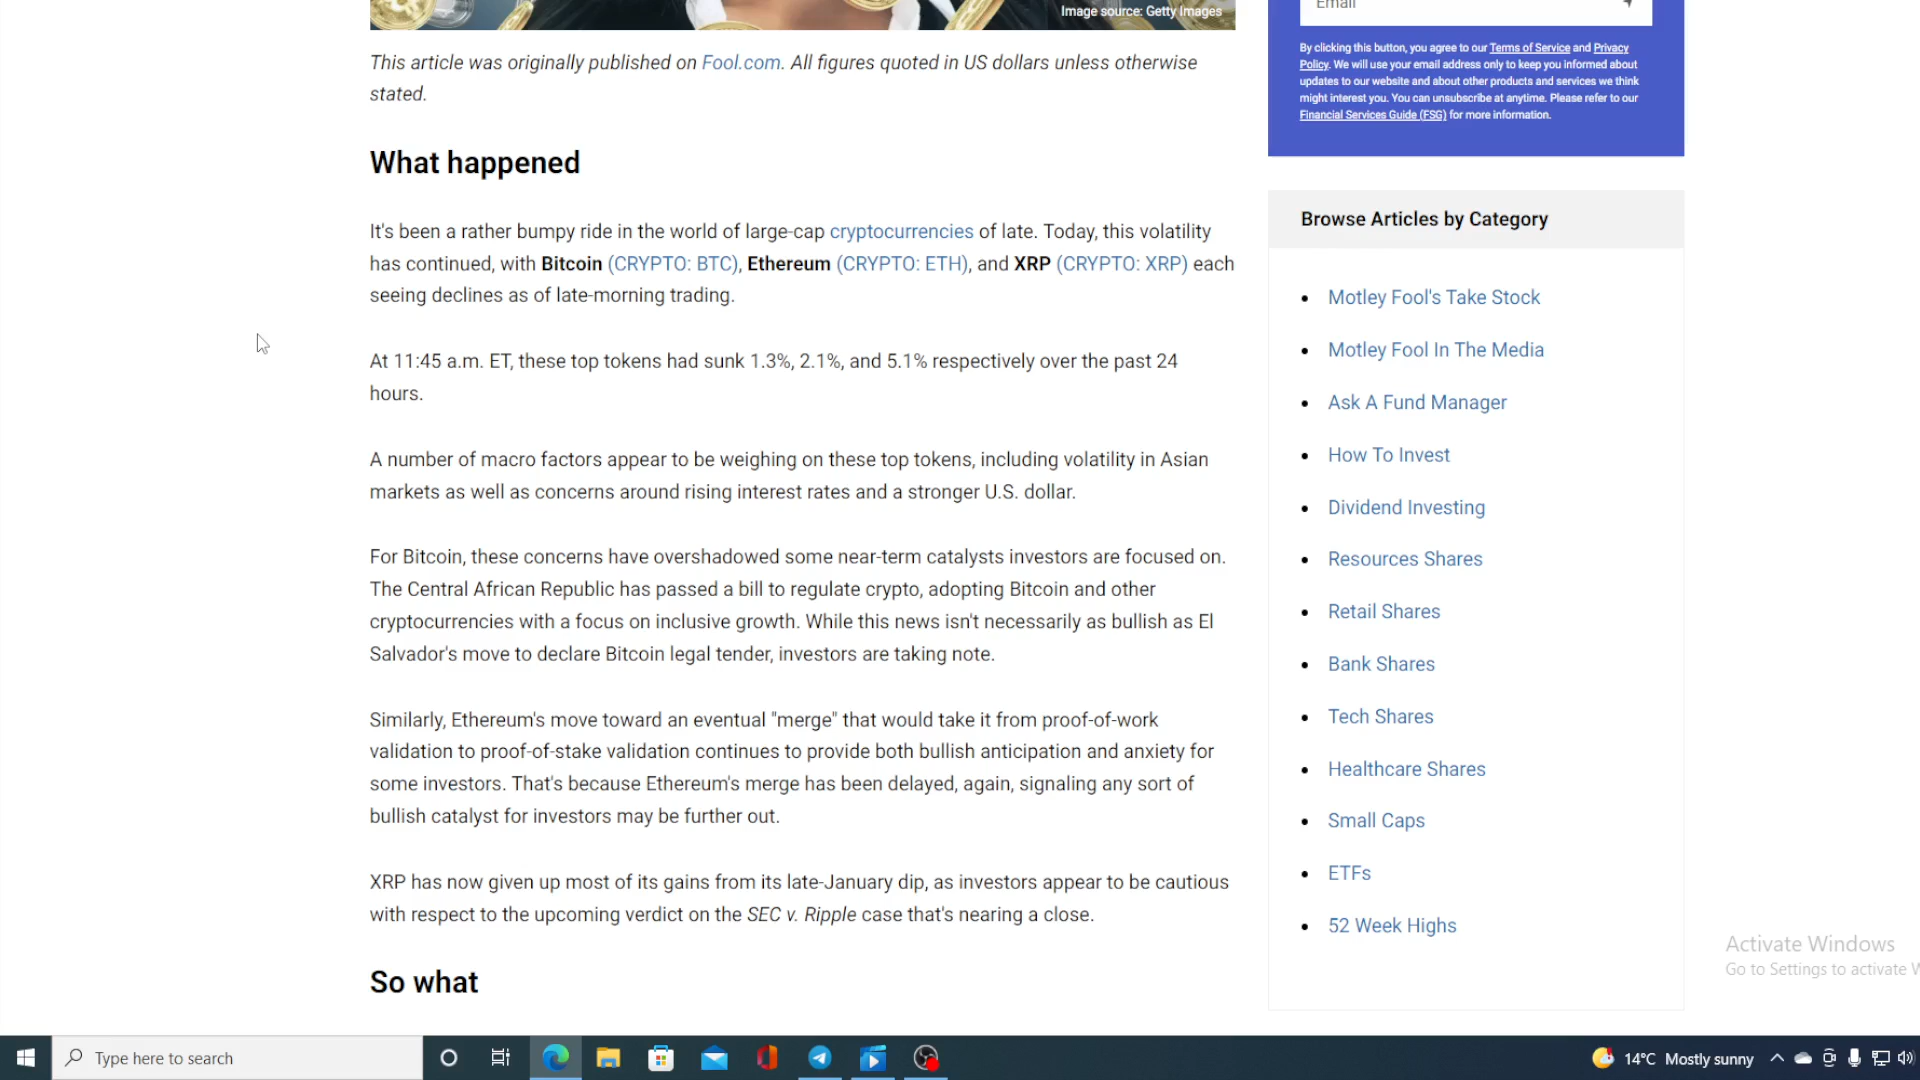 Image source: Getty Images
This article was originally published on Fool.com. All figures quoted in US dollars unless otherwise
stated.
What happened
It's been a rather bumpy ride in the world of large-cap cryptocurrencies of late. Today, this volatility
has continued, with Bitcoin (CRYPTO: BTC), Ethereum (CRYPTO: ETH), and XRP (CRYPTO: XRP) each
seeing declines as of late-morning trading.
At 11:45 a.m. ET, these top tokens had sunk 1.3%, 2.1%, and 5.1% respectively over the past 24
hours.
A number of macro factors appear to be weighing on these top tokens, including volatility in Asian
markets as well as concerns around rising interest rates and a stronger U.S. dollar.
For Bitcoin, these concerns have overshadowed some near-term catalysts investors are focused on.
The Central African Republic has passed a bill to regulate crypto, adopting Bitcoin and other
cryptocurrencies with a focus on inclusive growth. While this news isn't necessarily as bullish as El
Salvador's move to declare Bitcoin legal tender, investors are taking note.
Similarly, Ethereum's move toward an eventual "merge" that would take it from proof-of-work
validation to proof-of-stake validation continues to provide both bullish anticipation and anxiety for
some investors. That's because Ethereum's merge has been delayed, again, signaling any sort of
bullish catalyst for investors may be further out.
XRP has now given up most of its gains from its late-January dip, as investors appear to be cautious
with respect to the upcoming verdict on the SEC v. Ripple case that's nearing a close.
So what
Email
By clicking this button, you agree to our Terms of Service and Privacy
Policy. We will use your email address only to keep you informed about
updates to our website and about other products and services we think
might interest you. You can unsubscribe at anytime. Please refer to our
Financial Services Guide (FSG) for more information.
Browse Articles by Category
Motley Fool's Take Stock
Motley Fool In The Media
Ask A Fund Manager
How To Invest
Dividend Investing
Resources Shares
Retail Shares
Bank Shares
Tech Shares
Healthcare Shares
Small Caps
ETFs
52 Week Highs
Activate Windows
Go to Settings to activate W
Type here to search
14°C Mostly sunny